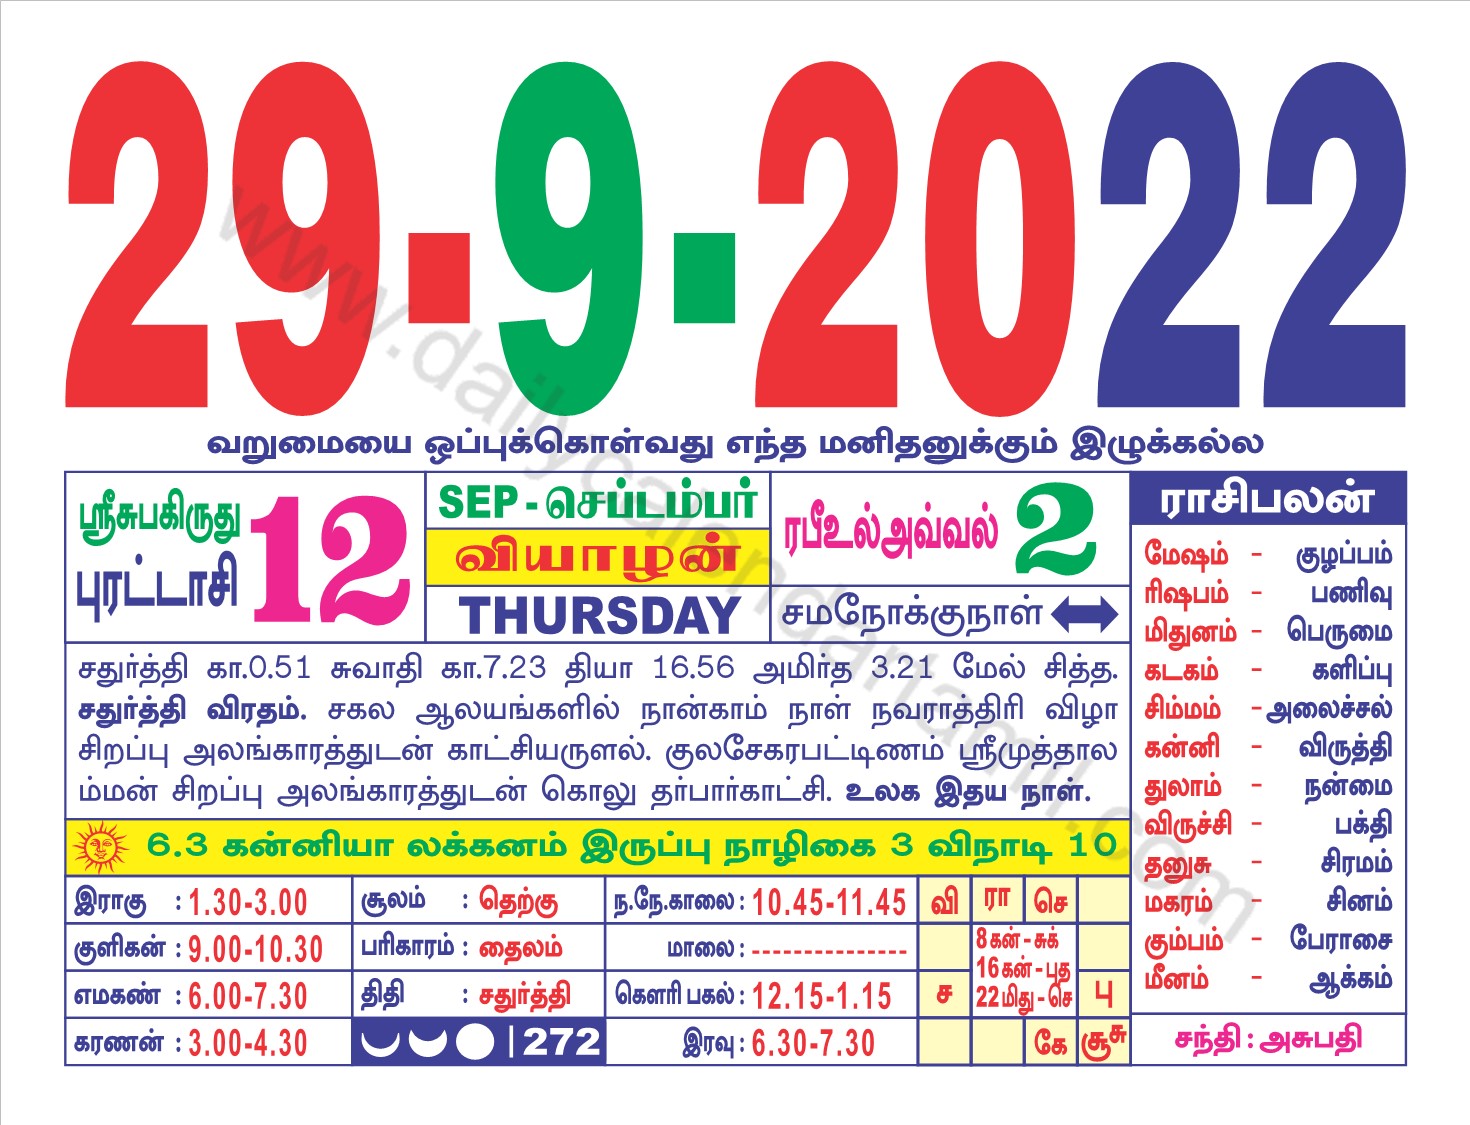 29-9-2022
வறுமையை ஒப்புக்கொள்வது எந்த மனிதனுக்கும் இழுக்கல்ல
ஸ்ரீசுபகிருது
புரட்டாசி 12
SEP - செப்டம்பர்
வியாழன்
THURSDAY
ரபீஉல்அவ்வல் 2
சமநோக்குநாள்
சதுர்த்தி கா.0.51 சுவாதி கா.7.23 தியா 16.56 அமிர்த 3.21 மேல் சித்த.
சதுர்த்தி விரதம். சகல ஆலயங்களில் நான்காம் நாள் நவராத்திரி விழா
சிறப்பு அலங்காரத்துடன் காட்சியருளல். குலசேகரபட்டிணம் ஸ்ரீமுத்தால
ம்மன் சிறப்பு அலங்காரத்துடன் கொலு தர்பார்காட்சி. உலக இதய நாள்.
6.3 கன்னியா லக்கனம் இருப்பு நாழிகை 3 விநாடி 10
இராகு : 1.30-3.00
குளிகன் : 9.00-10.30
எமகண் : 6.00-7.30
கரணன் : 3.00-4.30
சூலம் : தெற்கு
பரிகாரம் : தைலம்
திதி : சதுர்த்தி
272
ந.நே.காலை : 10.45-11.45
மாலை : ---------------
கௌரி பகல் : 12.15-1.15
இரவு : 6.30-7.30
வி ரா செ
8 கன் - சுக்
16 கன் - புத
22 மிது - செ
ச பு
கே சூசு
ராசிபலன்
மேஷம் - குழப்பம்
ரிஷபம் - பணிவு
மிதுனம் - பெருமை
கடகம் - களிப்பு
சிம்மம் - அலைச்சல்
கன்னி - விருத்தி
துலாம் - நன்மை
விருச்சி - பக்தி
தனுசு - சிரமம்
மகரம் - சினம்
கும்பம் - பேராசை
மீனம் - ஆக்கம்
சந்தி : அசுபதி
www.dailycalendartamil.com